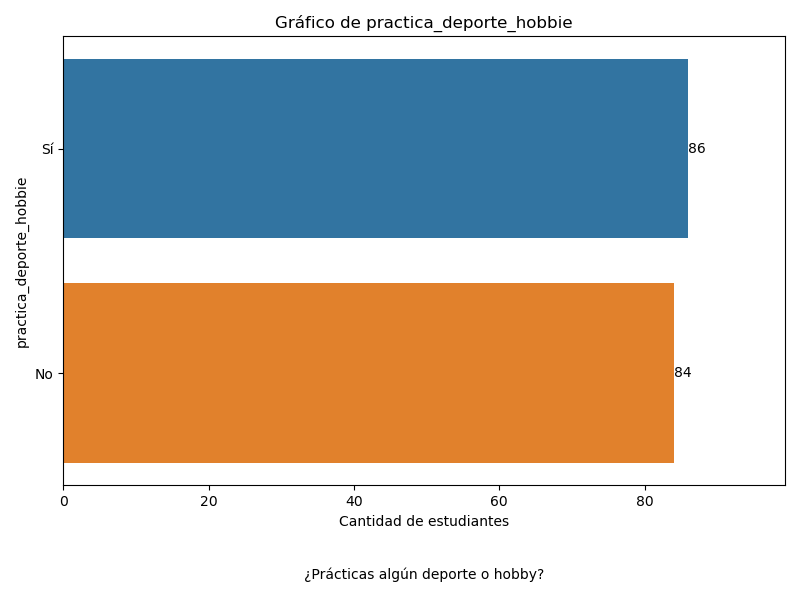 Gráfico de practica_deporte_hobbie
practica_deporte_hobbie
Sí
86
No
84
0 20 40 60 80
Cantidad de estudiantes
¿Prácticas algún deporte o hobby?